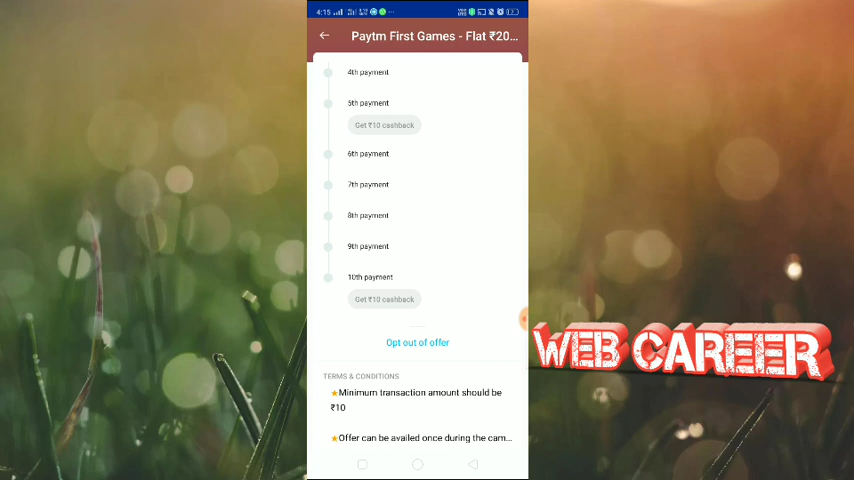 4:15
Paytm First Games - Flat ₹20...
4th payment
5th payment
Get ₹10 cashback
6th payment
7th payment
8th payment
9th payment
10th payment
Get ₹10 cashback
Opt out of offer
TERMS & CONDITIONS
★Minimum transaction amount should be
₹10
★Offer can be availed once during the cam...
WEB CAREER